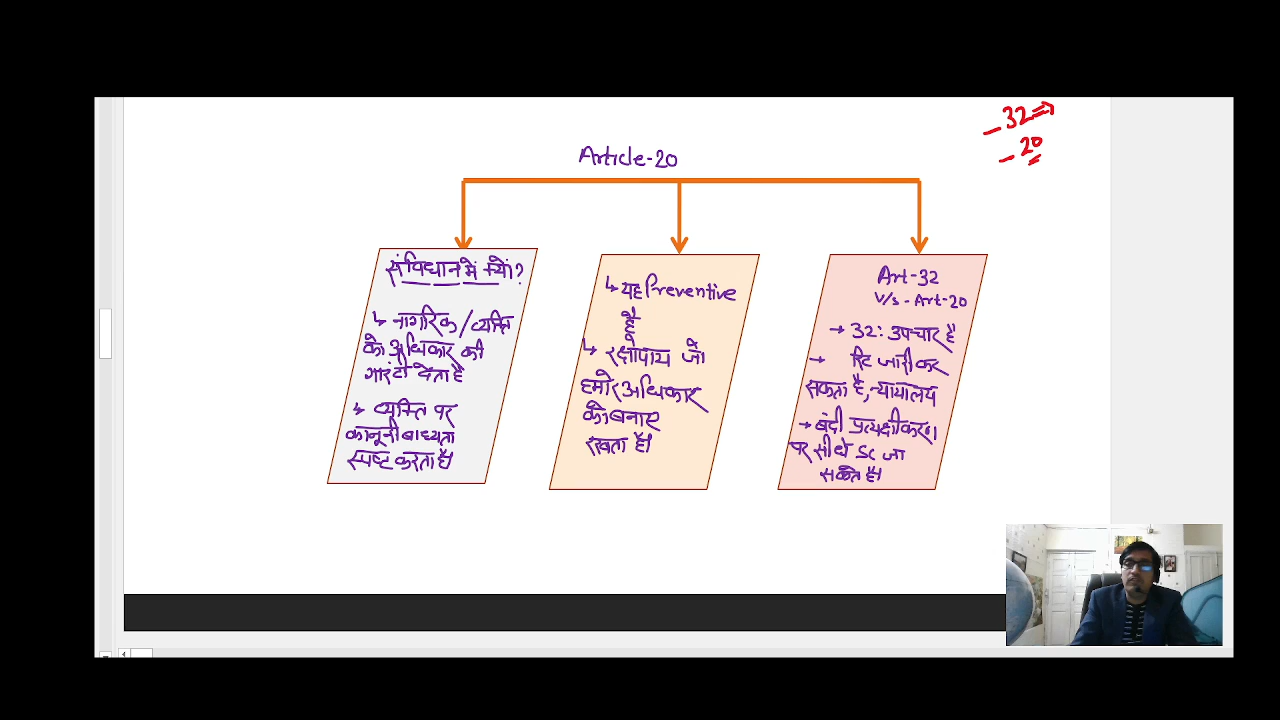 - 32 ⇒
- 20
Article-20
संविधान में क्यों?
↳ नागरिक/व्यक्ति
को अधिकार की
गारंटी देता है
↳ व्यक्ति पर
कानूनी बाध्यता
स्पष्ट करता है।
↳ यह Preventive
है
↳ रक्षोपाय जो
हमारे अधिकार
को बनाए
रखता है।
Art-32
V/s - Art-20
→ 32: उपचार है
→ रिट जारी कर
सकता है, न्यायालय
→ बंदी प्रत्यक्षीकरण
पर सीधे SC जा
सकते है।